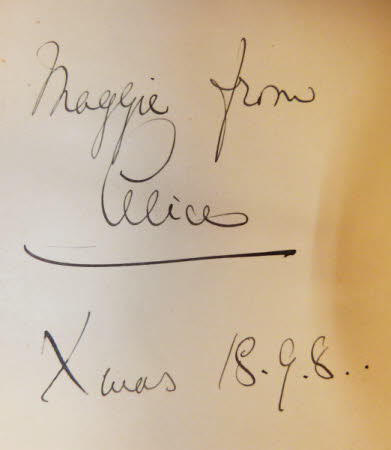 Maggie from
Alice
Xmas 18.9.8..